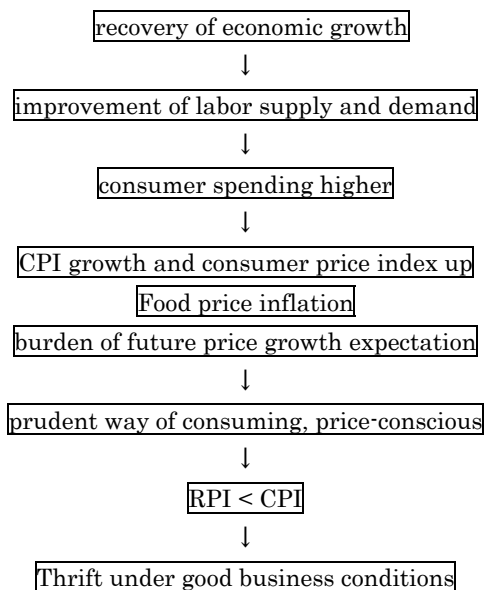 recovery of economic growth
↓
improvement of labor supply and demand
↓
consumer spending higher
↓
CPI growth and consumer price index up
Food price inflation
burden of future price growth expectation
↓
prudent way of consuming, price-conscious
↓
RPI < CPI
↓
Thrift under good business conditions